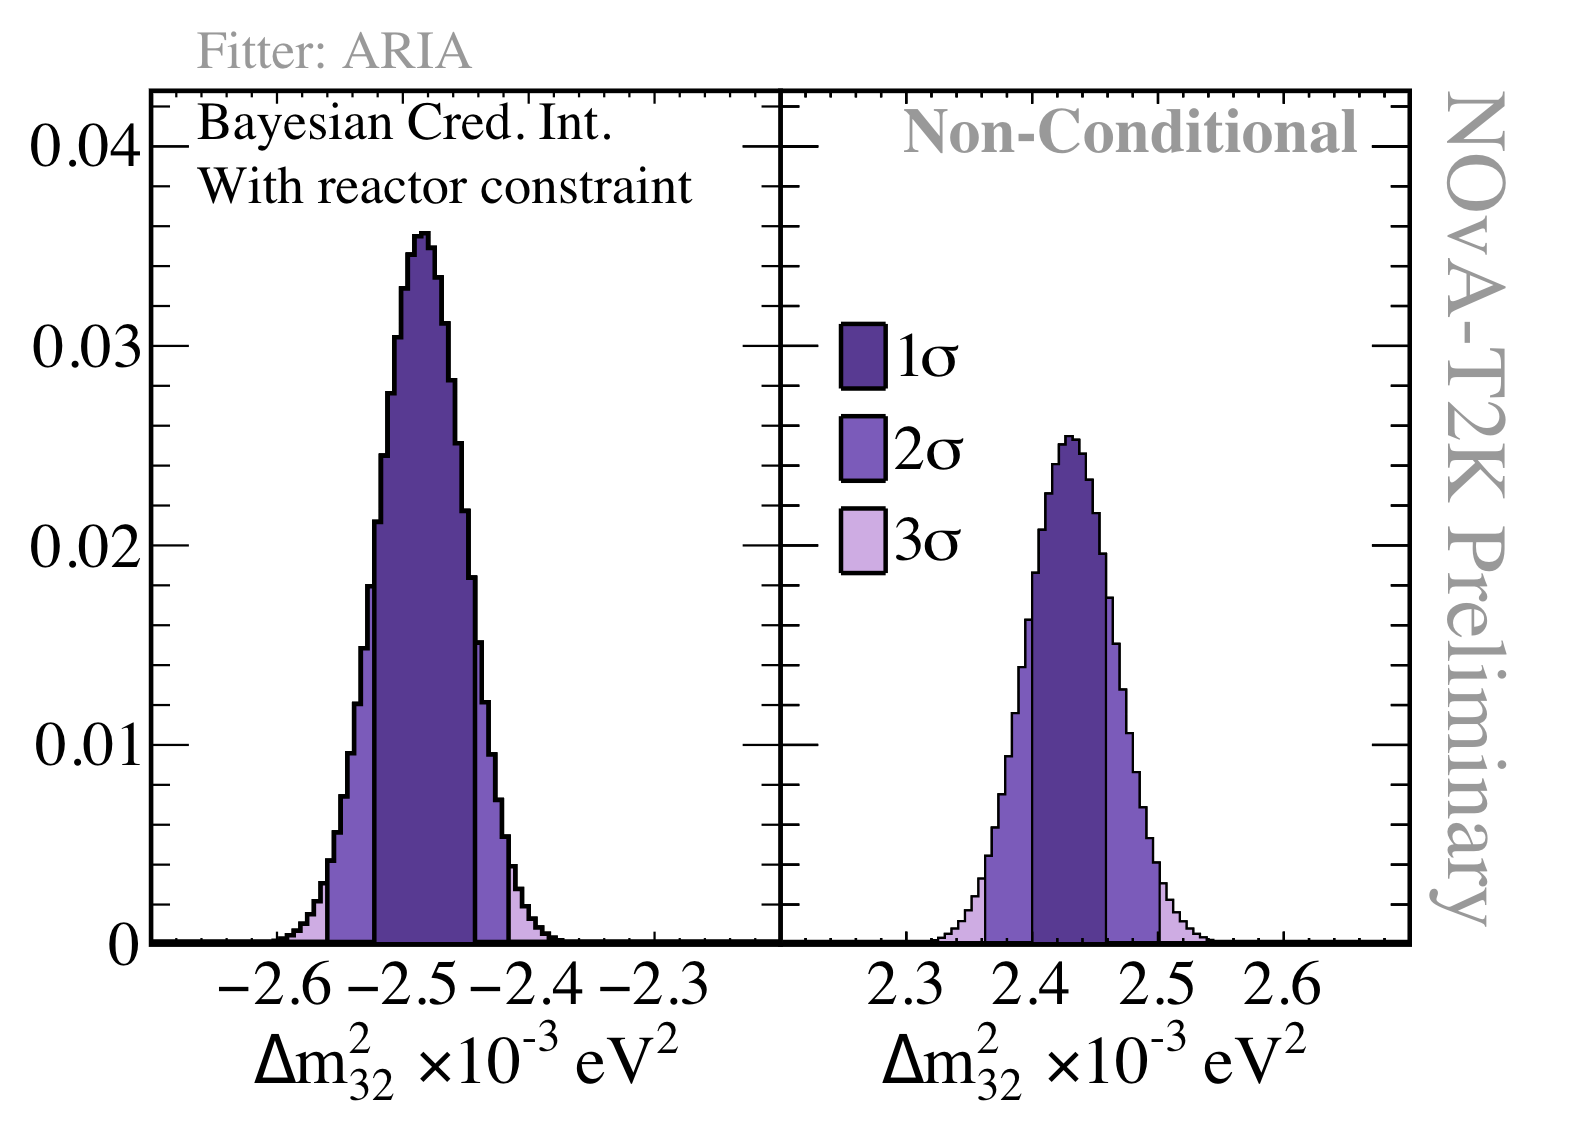 Fitter: ARIA
Bayesian Cred. Int.
With reactor constraint
Non-Conditional
NOvA-T2K Preliminary
1σ
2σ
3σ
0.04
0.03
0.02
0.01
0
−2.6 −2.5 −2.4 −2.3
2.3 2.4 2.5 2.6
Δm²₃₂ ×10⁻³ eV²
Δm²₃₂ ×10⁻³ eV²